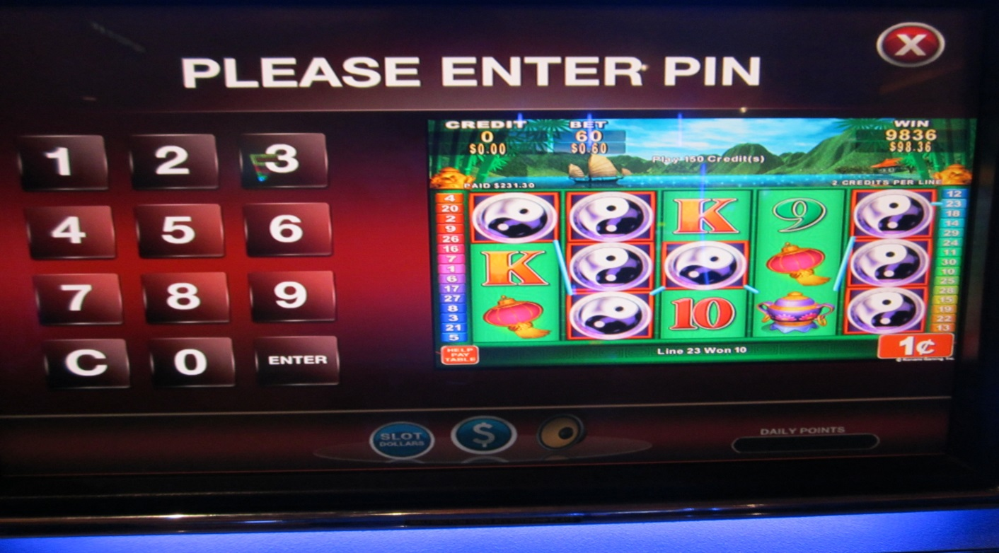 PLEASE ENTER PIN
X
1 2 3
4 5 6
7 8 9
C 0 ENTER
CREDIT BET WIN
0 60 9836
$0.00 $0.60 $98.36
Play 150 Credit(s)
PAID $231.30
2 CREDITS PER LINE
4
20
2
9
26
16
7
1
6
17
27
8
3
21
5
K 9
K
10
12
23
18
14
29
24
11
30
10
25
28
15
19
22
13
HELP
PAY
TABLE
Line 23 Won 10
1¢
SLOT
DOLLARS
$
DAILY POINTS